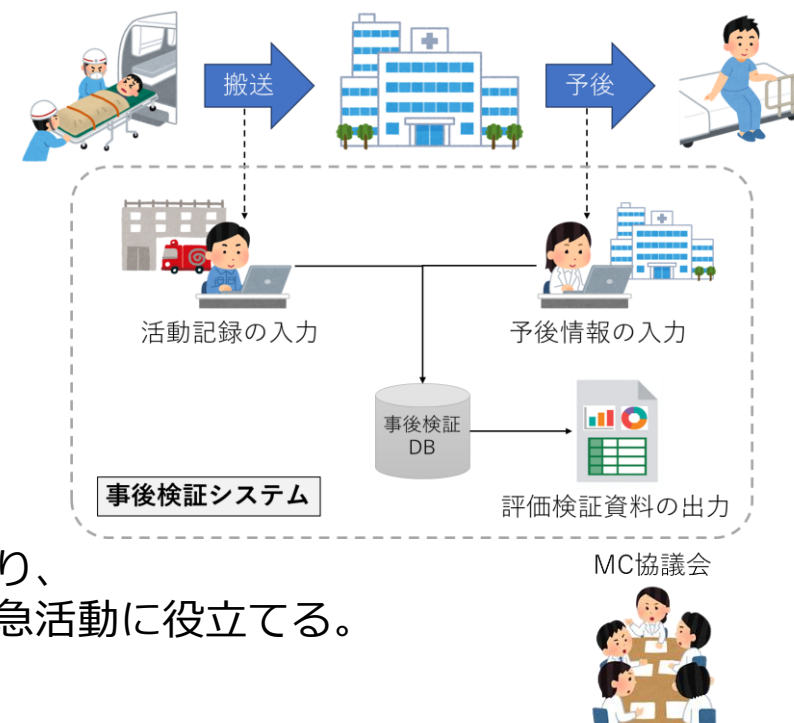 搬送
予後
活動記録の入力
予後情報の入力
事後検証
DB
事後検証システム
評価検証資料の出力
り、
急活動に役立てる。
MC協議会